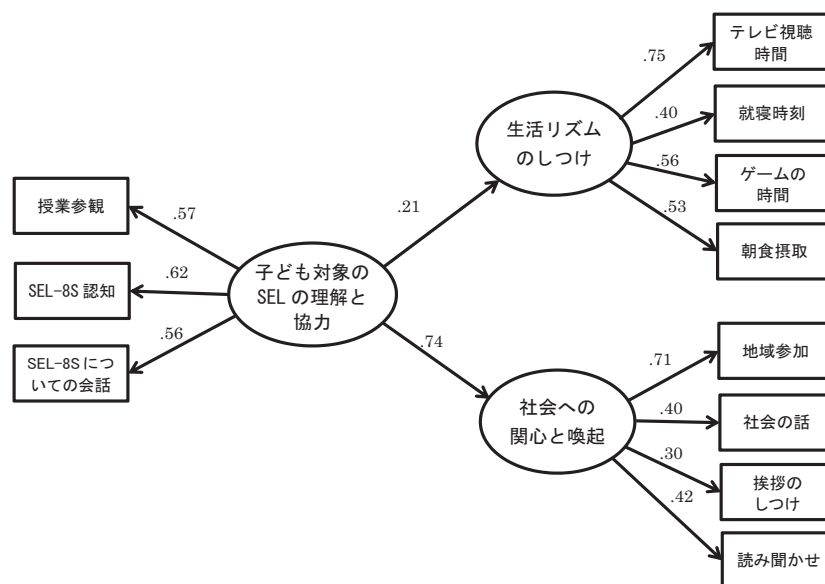 授業参観
SEL-8S 認知
SEL-8S につ
いての会話
.57
.62
.56
子ども対象の
SEL の理解と
協力
.21
.74
生活リズム
のしつけ
.75
.40
.56
.53
テレビ視聴
時間
就寝時刻
ゲームの
時間
朝食摂取
社会への
関心と喚起
.71
.40
.30
.42
地域参加
社会の話
挨拶の
しつけ
読み聞かせ